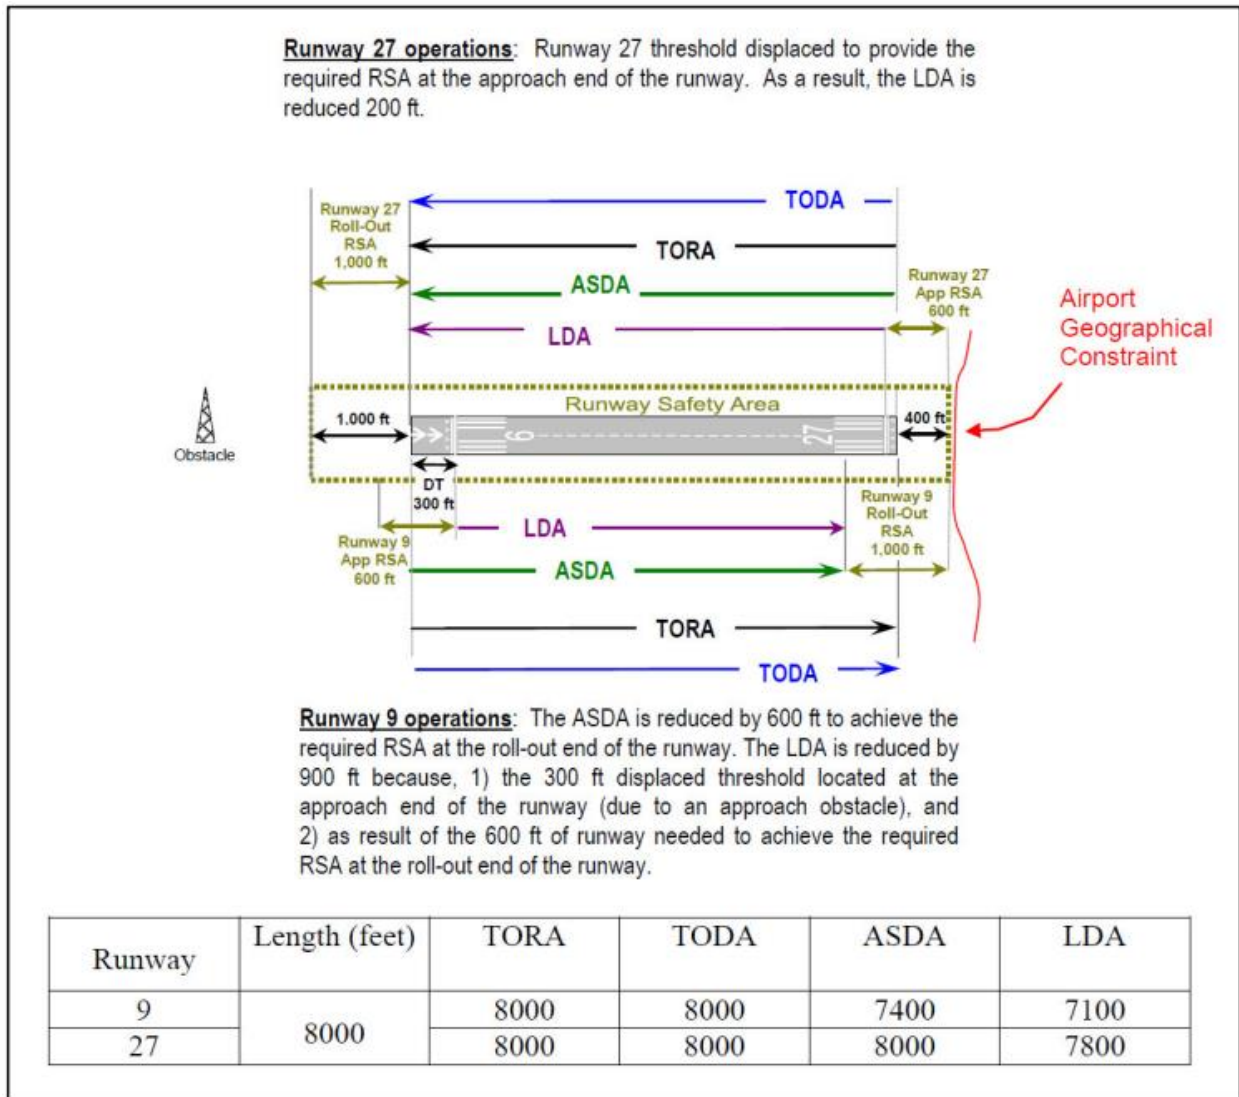 Runway 27 operations: Runway 27 threshold displaced to provide the
required RSA at the approach end of the runway. As a result, the LDA is
reduced 200 ft.
TODA
Runway 27
Roll-Out
RSA
1,000 ft
TORA
ASDA
Runway 27
App RSA
600 ft
LDA
Airport
Geographical
Constraint
Runway Safety Area
1.000 ft
9
27
400 ft
Obstacle
DT
300 ft
Runway 9
App RSA
600 ft
LDA
Runway 9
Roll-Out
RSA
1,000 ft
ASDA
TORA
TODA
Runway 9 operations: The ASDA is reduced by 600 ft to achieve the
required RSA at the roll-out end of the runway. The LDA is reduced by
900 ft because, 1) the 300 ft displaced threshold located at the
approach end of the runway (due to an approach obstacle), and
2) as result of the 600 ft of runway needed to achieve the required
RSA at the roll-out end of the runway.
Runway Length (feet) TORA TODA ASDA LDA
9 8000 8000 8000 7400 7100
27 8000 8000 8000 7800